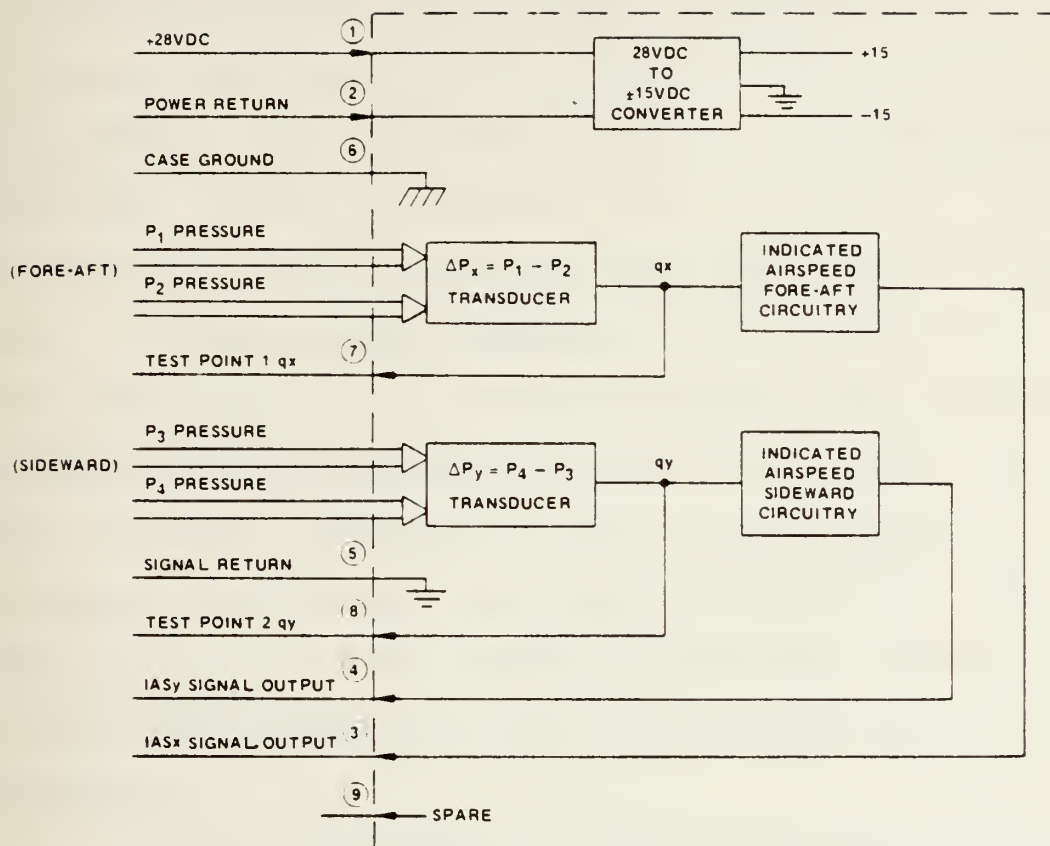 1
+28VDC
28VDC
TO
±15VDC
CONVERTER
+15
2
POWER RETURN
-15
6
CASE GROUND
P1 PRESSURE
(FORE-AFT)
P2 PRESSURE
ΔPx = P1 - P2
TRANSDUCER
qx
INDICATED
AIRSPEED
FORE-AFT
CIRCUITRY
7
TEST POINT 1 qx
P3 PRESSURE
(SIDEWARD)
P4 PRESSURE
ΔPy = P4 - P3
TRANSDUCER
qy
INDICATED
AIRSPEED
SIDEWARD
CIRCUITRY
5
SIGNAL RETURN
8
TEST POINT 2 qy
4
IASy SIGNAL OUTPUT
3
IASx SIGNAL OUTPUT
9
SPARE